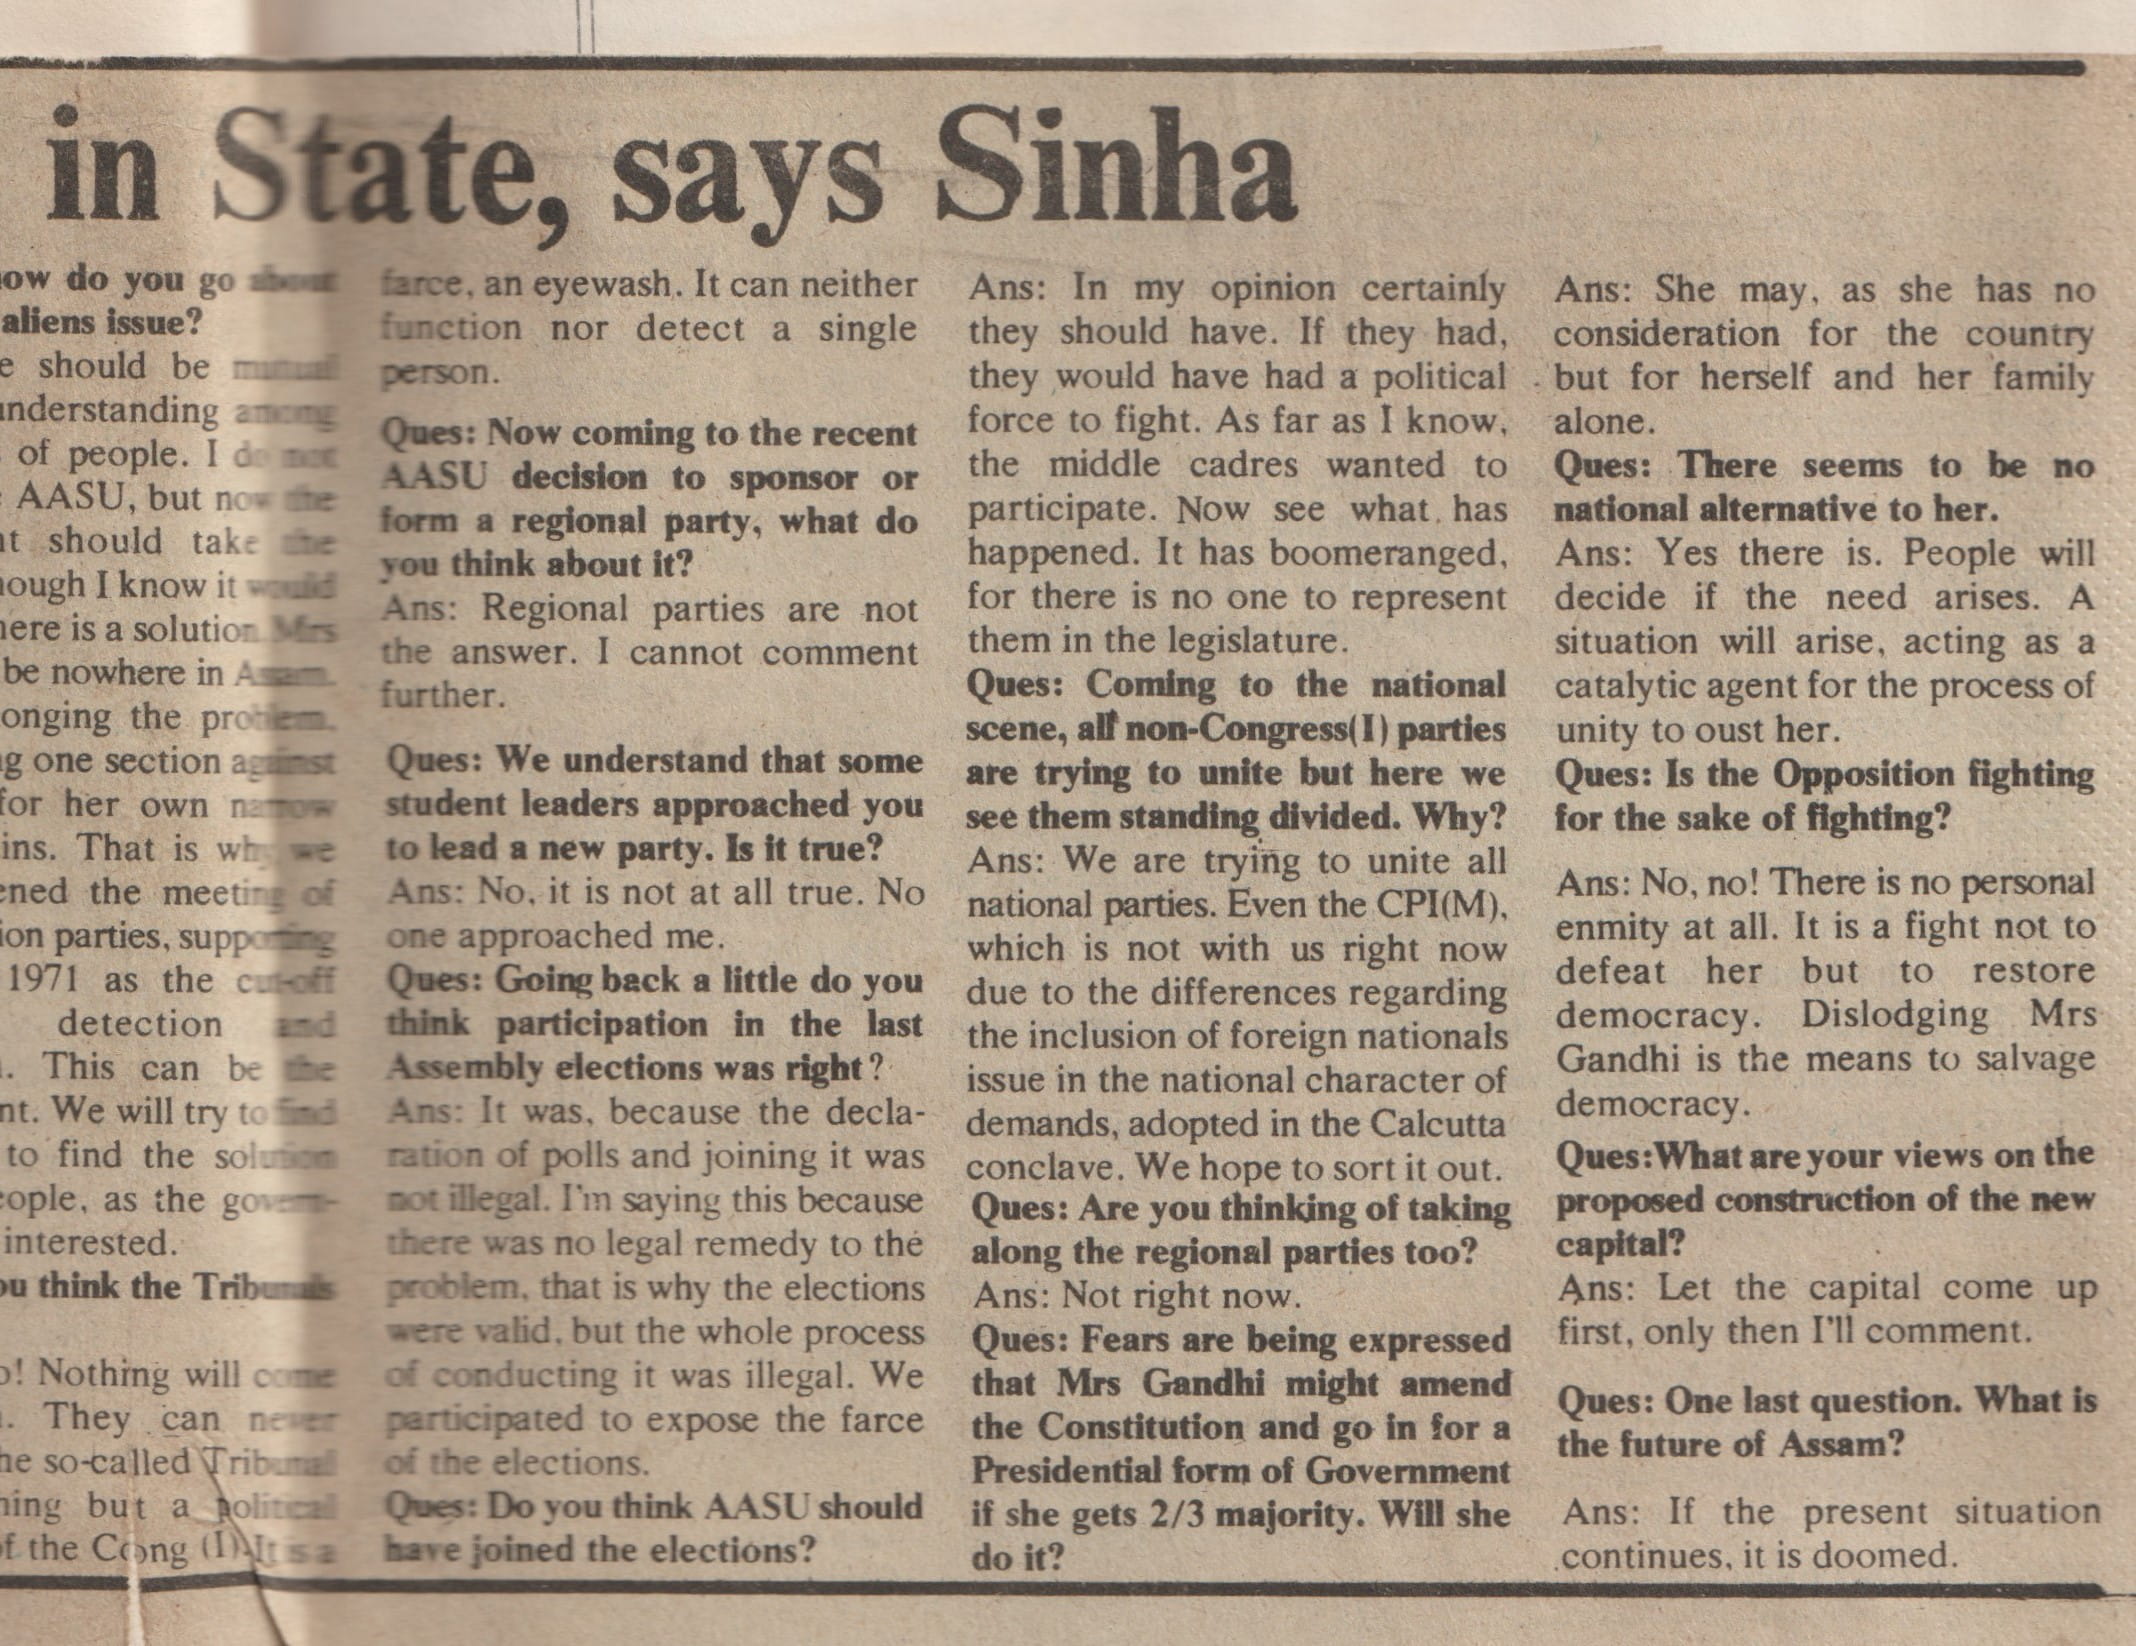 in State, says Sinha
ow do you go about
aliens issue?
e should be mutual
understanding among
of people. I do not
AASU, but now the
nt should take the
hough I know it would
here is a solution Mrs
be nowhere in Assam.
onging the problem.
g one section against
for her own narrow
ins. That is why we
ened the meeting of
ion parties, supporting
1971 as the cut-off
detection and
. This can be the
nt. We will try to find
to find the solution
eople, as the govern-
interested.
ou think the Tribunals
o! Nothing will come
. They can never
he so-called Tribunal
hing but a political
f the Cong (I). It is a
farce, an eyewash. It can neither
function nor detect a single
person.
Ques: Now coming to the recent
AASU decision to sponsor or
form a regional party, what do
you think about it?
Ans: Regional parties are not
the answer. I cannot comment
further.
Ques: We understand that some
student leaders approached you
to lead a new party. Is it true?
Ans: No, it is not at all true. No
one approached me.
Ques: Going back a little do you
think participation in the last
Assembly elections was right?
Ans: It was, because the decla-
ration of polls and joining it was
not illegal. I'm saying this because
there was no legal remedy to the
problem, that is why the elections
were valid, but the whole process
of conducting it was illegal. We
participated to expose the farce
of the elections.
Ques: Do you think AASU should
have joined the elections?
Ans: In my opinion certainly
they should have. If they had,
they would have had a political
force to fight. As far as I know,
the middle cadres wanted to
participate. Now see what has
happened. It has boomeranged,
for there is no one to represent
them in the legislature.
Ques: Coming to the national
scene, all non-Congress(I) parties
are trying to unite but here we
see them standing divided. Why?
Ans: We are trying to unite all
national parties. Even the CPI(M),
which is not with us right now
due to the differences regarding
the inclusion of foreign nationals
issue in the national character of
demands, adopted in the Calcutta
conclave. We hope to sort it out.
Ques: Are you thinking of taking
along the regional parties too?
Ans: Not right now.
Ques: Fears are being expressed
that Mrs Gandhi might amend
the Constitution and go in for a
Presidential form of Government
if she gets 2/3 majority. Will she
do it?
Ans: She may, as she has no
consideration for the country
but for herself and her family
alone.
Ques: There seems to be no
national alternative to her.
Ans: Yes there is. People will
decide if the need arises. A
situation will arise, acting as a
catalytic agent for the process of
unity to oust her.
Ques: Is the Opposition fighting
for the sake of fighting?
Ans: No, no! There is no personal
enmity at all. It is a fight not to
defeat her but to restore
democracy. Dislodging Mrs
Gandhi is the means to salvage
democracy.
Ques:What are your views on the
proposed construction of the new
capital?
Ans: Let the capital come up
first, only then I'll comment.
Ques: One last question. What is
the future of Assam?
Ans: If the present situation
continues, it is doomed.